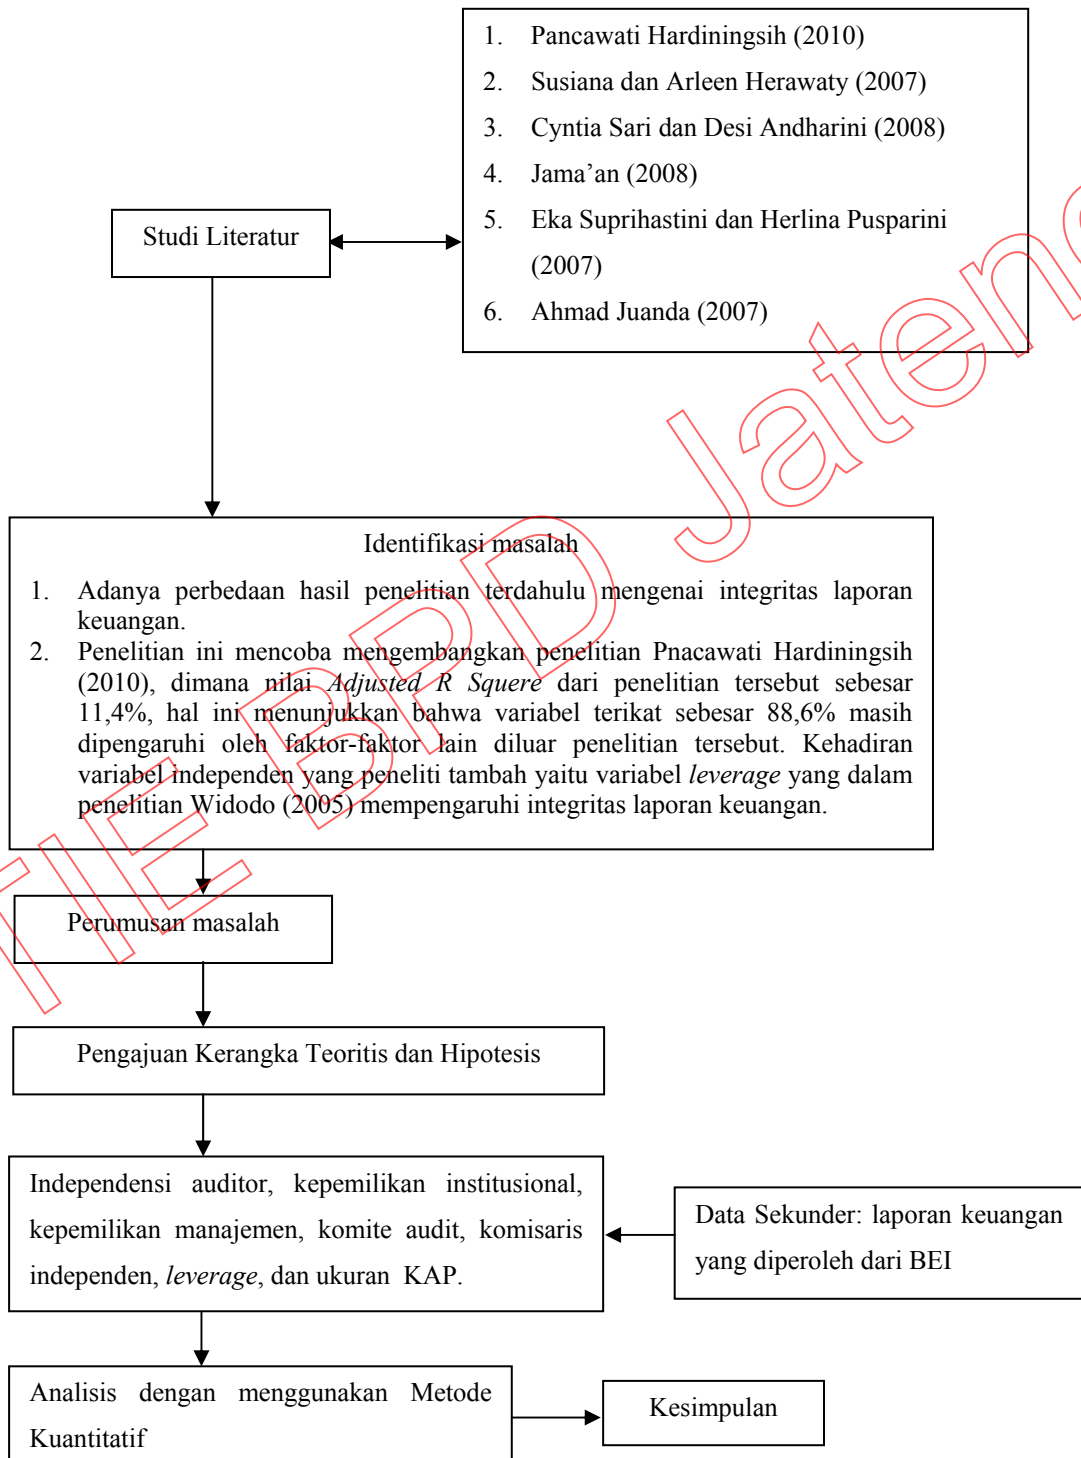 1. Pancawati Hardiningsih (2010)
2. Susiana dan Arleen Herawaty (2007)
3. Cyntia Sari dan Desi Andharini (2008)
4. Jama’an (2008)
5. Eka Suprihastini dan Herlina Pusparini
(2007)
6. Ahmad Juanda (2007)
Studi Literatur
Identifikasi masalah
1. Adanya perbedaan hasil penelitian terdahulu mengenai integritas laporan
keuangan.
2. Penelitian ini mencoba mengembangkan penelitian Pnacawati Hardiningsih
(2010), dimana nilai Adjusted R Squere dari penelitian tersebut sebesar
11,4%, hal ini menunjukkan bahwa variabel terikat sebesar 88,6% masih
dipengaruhi oleh faktor-faktor lain diluar penelitian tersebut. Kehadiran
variabel independen yang peneliti tambah yaitu variabel leverage yang dalam
penelitian Widodo (2005) mempengaruhi integritas laporan keuangan.
Perumusan masalah
Pengajuan Kerangka Teoritis dan Hipotesis
Independensi auditor, kepemilikan institusional,
kepemilikan manajemen, komite audit, komisaris
independen, leverage, dan ukuran KAP.
Data Sekunder: laporan keuangan
yang diperoleh dari BEI
Analisis dengan menggunakan Metode
Kuantitatif
Kesimpulan
TIE BPD Jaten